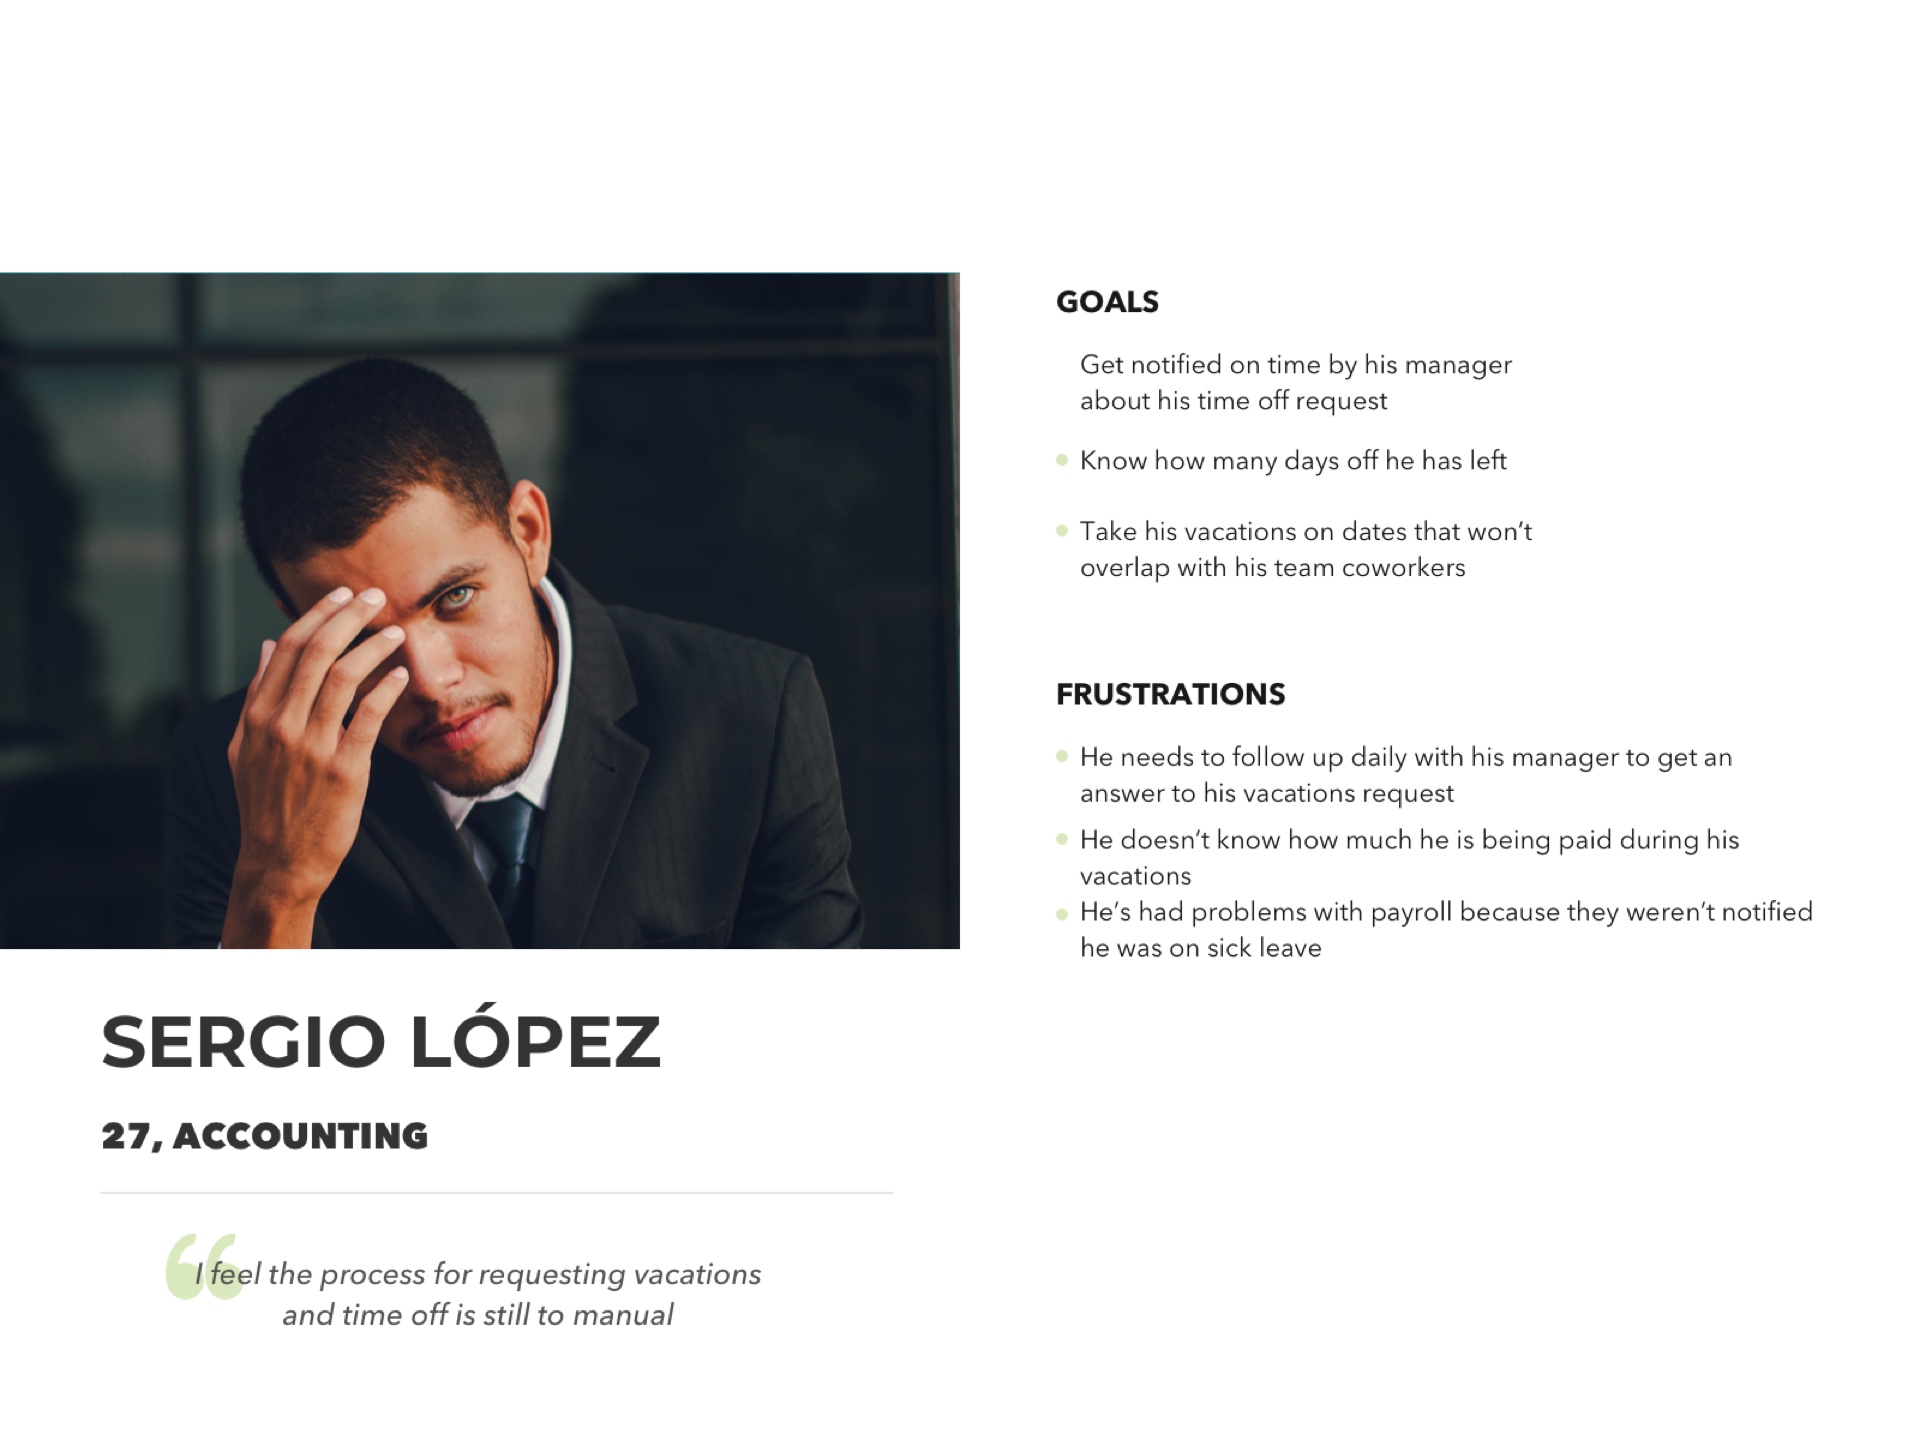 GOALS
Get notified on time by his manager
about his time off request
Know how many days off he has left
Take his vacations on dates that won’t
overlap with his team coworkers
FRUSTRATIONS
He needs to follow up daily with his manager to get an
answer to his vacations request
He doesn’t know how much he is being paid during his
vacations
He’s had problems with payroll because they weren’t notified
he was on sick leave
SERGIO LÓPEZ
27, ACCOUNTING
“I feel the process for requesting vacations
and time off is still to manual